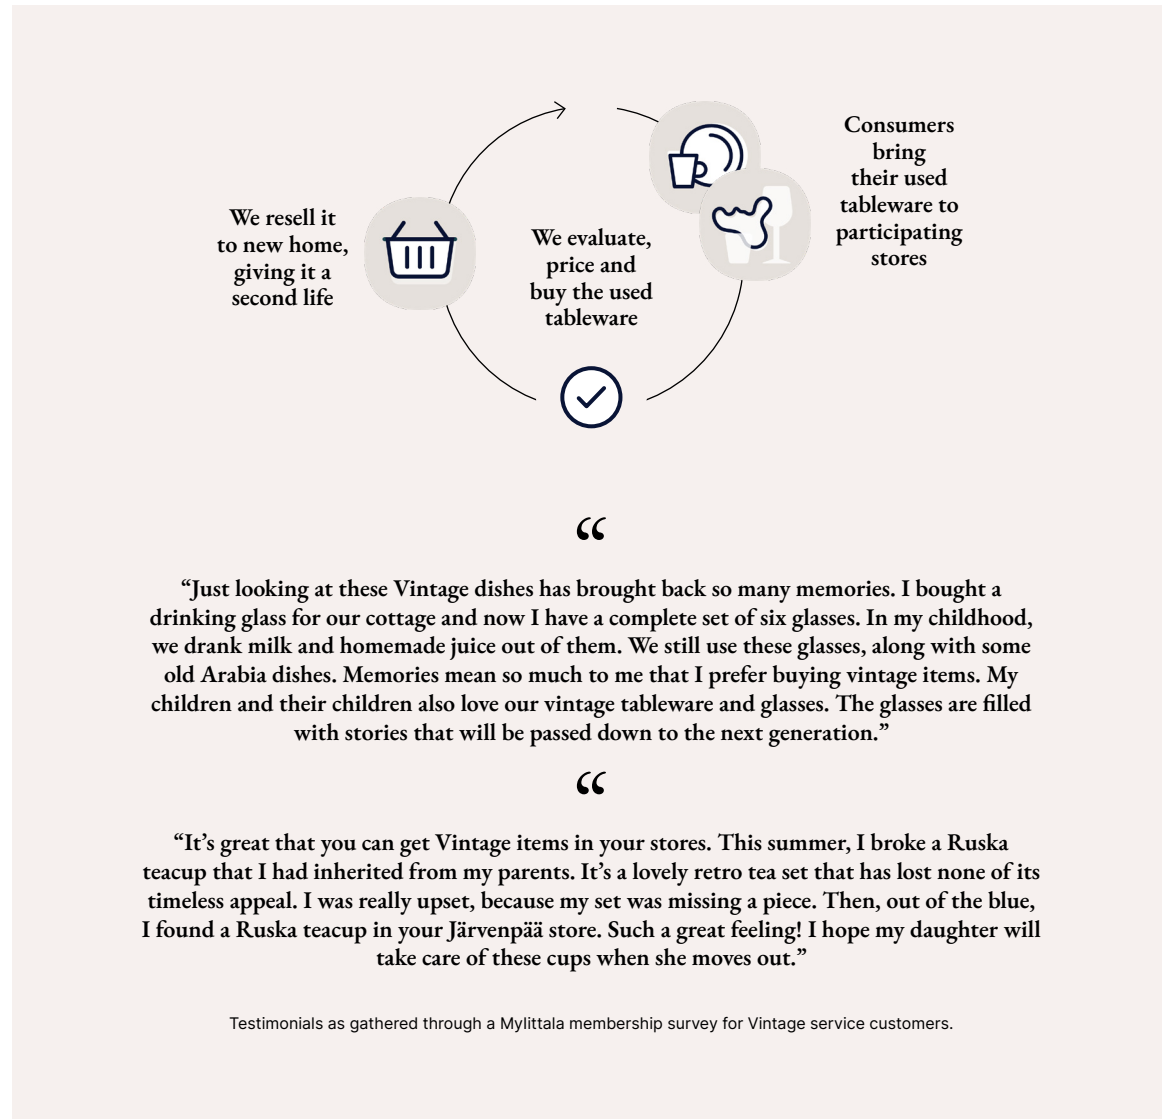 Consumers
bring
their used
tableware to
participating
stores
We evaluate,
price and
buy the used
tableware
We resell it
to new home,
giving it a
second life
“
“Just looking at these Vintage dishes has brought back so many memories. I bought a
drinking glass for our cottage and now I have a complete set of six glasses. In my childhood,
we drank milk and homemade juice out of them. We still use these glasses, along with some
old Arabia dishes. Memories mean so much to me that I prefer buying vintage items. My
children and their children also love our vintage tableware and glasses. The glasses are filled
with stories that will be passed down to the next generation.”
“
“It’s great that you can get Vintage items in your stores. This summer, I broke a Ruska
teacup that I had inherited from my parents. It’s a lovely retro tea set that has lost none of its
timeless appeal. I was really upset, because my set was missing a piece. Then, out of the blue,
I found a Ruska teacup in your Järvenpää store. Such a great feeling! I hope my daughter will
take care of these cups when she moves out.”
Testimonials as gathered through a MyIittala membership survey for Vintage service customers.